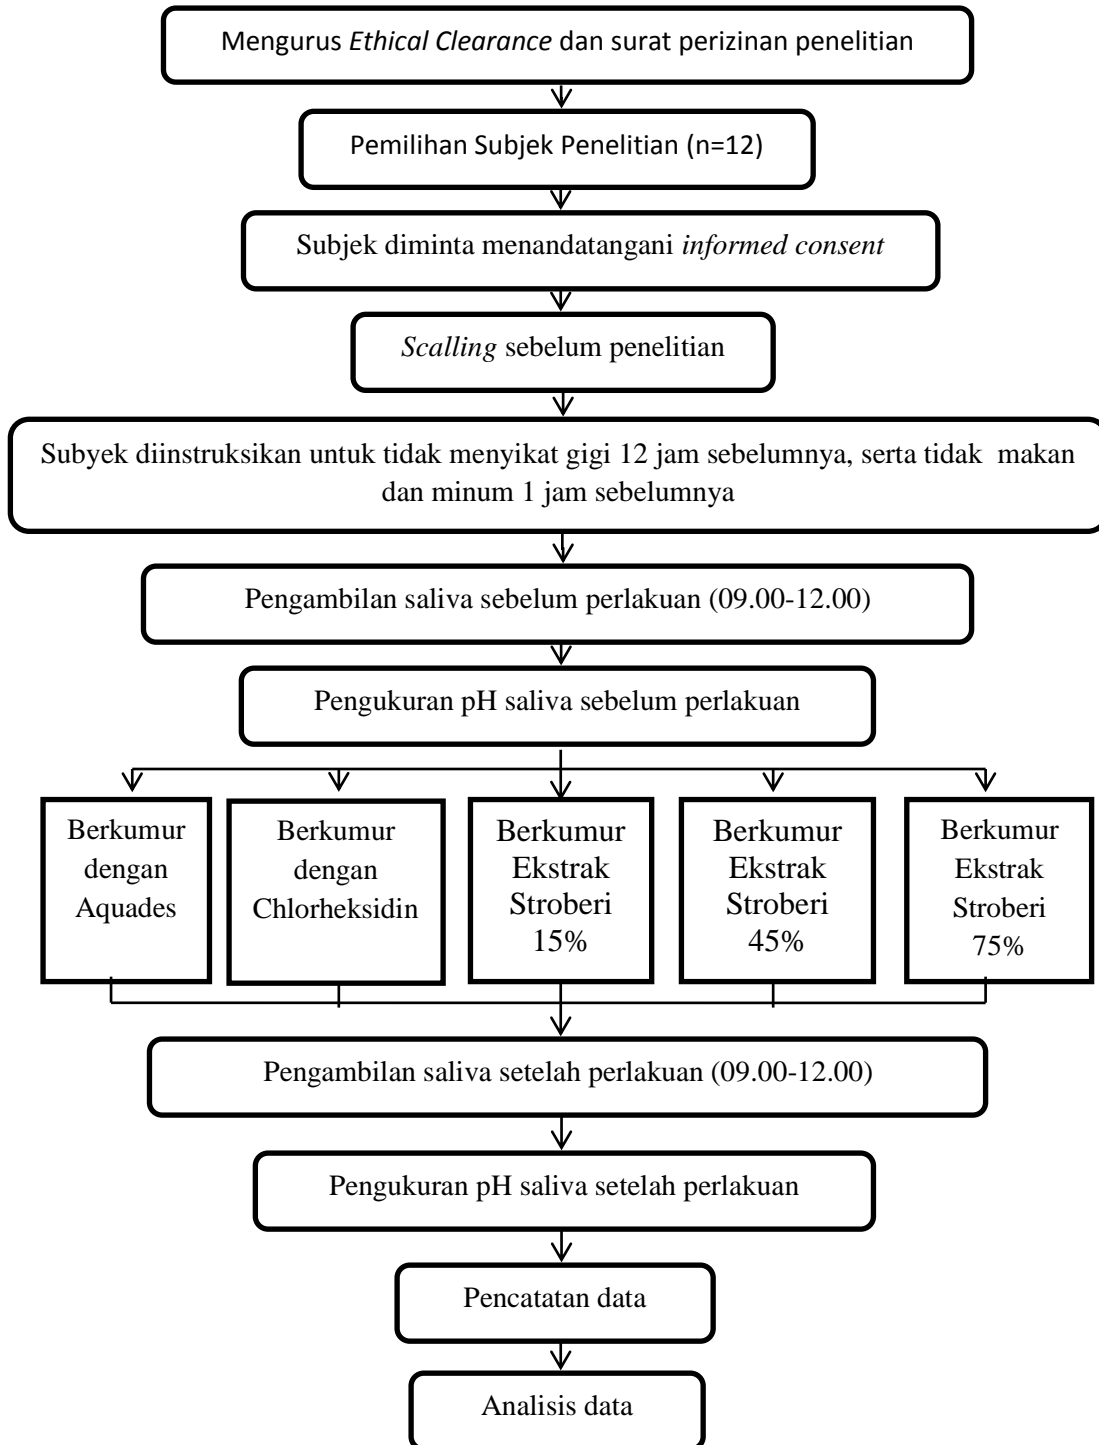 Mengurus Ethical Clearance dan surat perizinan penelitian
Pemilihan Subjek Penelitian (n=12)
Subjek diminta menandatangani informed consent
Scalling sebelum penelitian
Subyek diinstruksikan untuk tidak menyikat gigi 12 jam sebelumnya, serta tidak makan
dan minum 1 jam sebelumnya
Pengambilan saliva sebelum perlakuan (09.00-12.00)
Pengukuran pH saliva sebelum perlakuan
Berkumur
dengan
Aquades
Berkumur
dengan
Chlorheksidin
Berkumur
Ekstrak
Stroberi
15%
Berkumur
Ekstrak
Stroberi
45%
Berkumur
Ekstrak
Stroberi
75%
Pengambilan saliva setelah perlakuan (09.00-12.00)
Pengukuran pH saliva setelah perlakuan
Pencatatan data
Analisis data